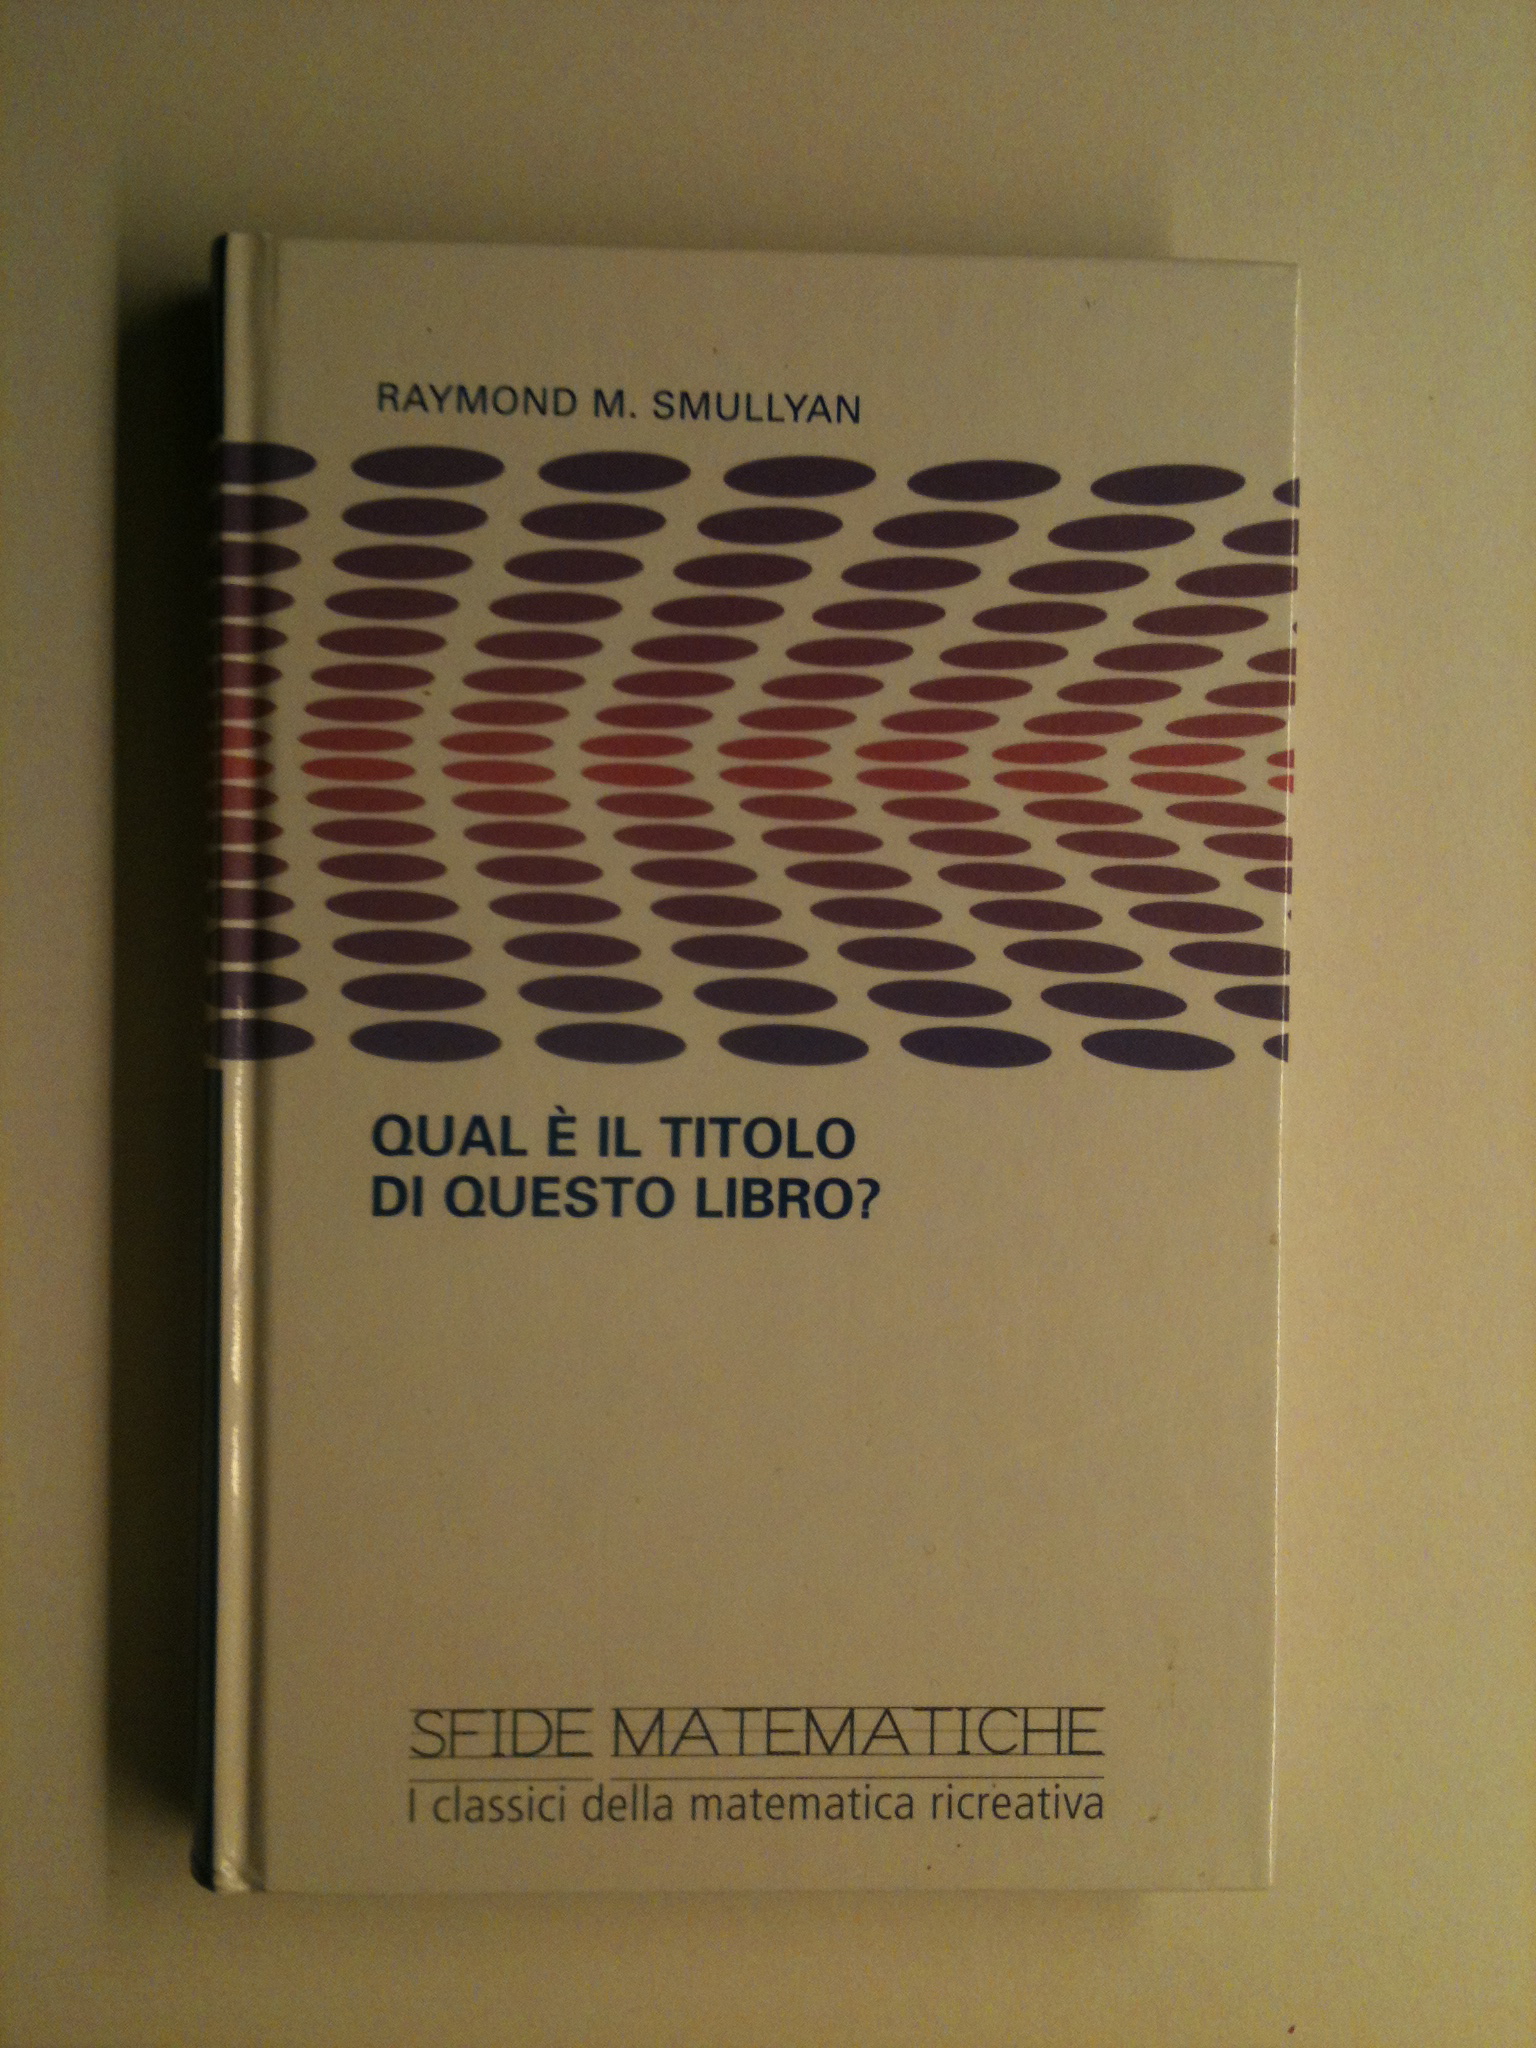 RAYMOND M. SMULLYAN
QUAL È IL TITOLO
DI QUESTO LIBRO?
SFIDE MATEMATICHE
I classici della matematica ricreativa